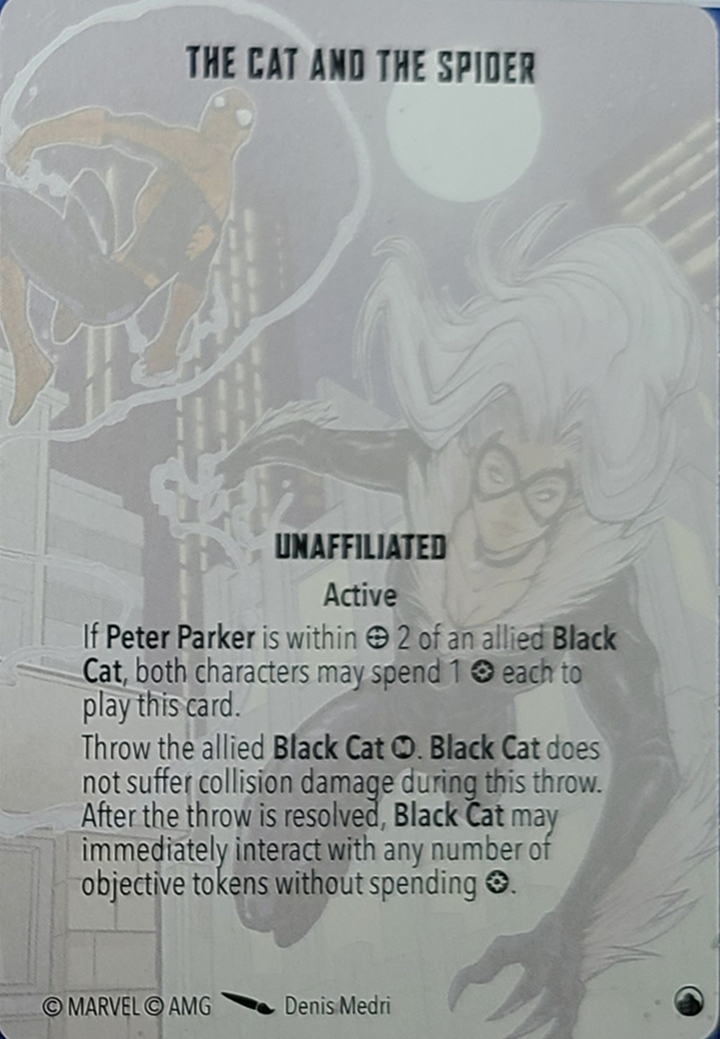 THE CAT AND THE SPIDER
UNAFFILIATED
Active
If Peter Parker is within 2 of an allied Black
Cat, both characters may spend 1 each to
play this card.
Throw the allied Black Cat M. Black Cat does
not suffer collision damage during this throw.
After the throw is resolved, Black Cat may
immediately interact with any number of
objective tokens without spending .
© MARVEL © AMG Denis Medri